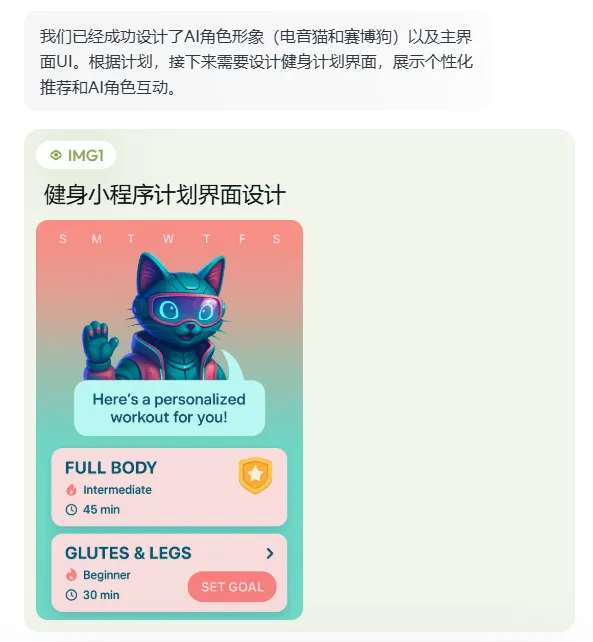 我们已经成功设计了AI角色形象（电音猫和赛博狗）以及主界
面UI。根据计划，接下来需要设计健身计划界面，展示个性化
推荐和AI角色互动。
IMG1
健身小程序计划界面设计
S M T W T F S
Here's a personalized
workout for you!
FULL BODY
Intermediate
45 min
GLUTES & LEGS
Beginner
30 min
SET GOAL